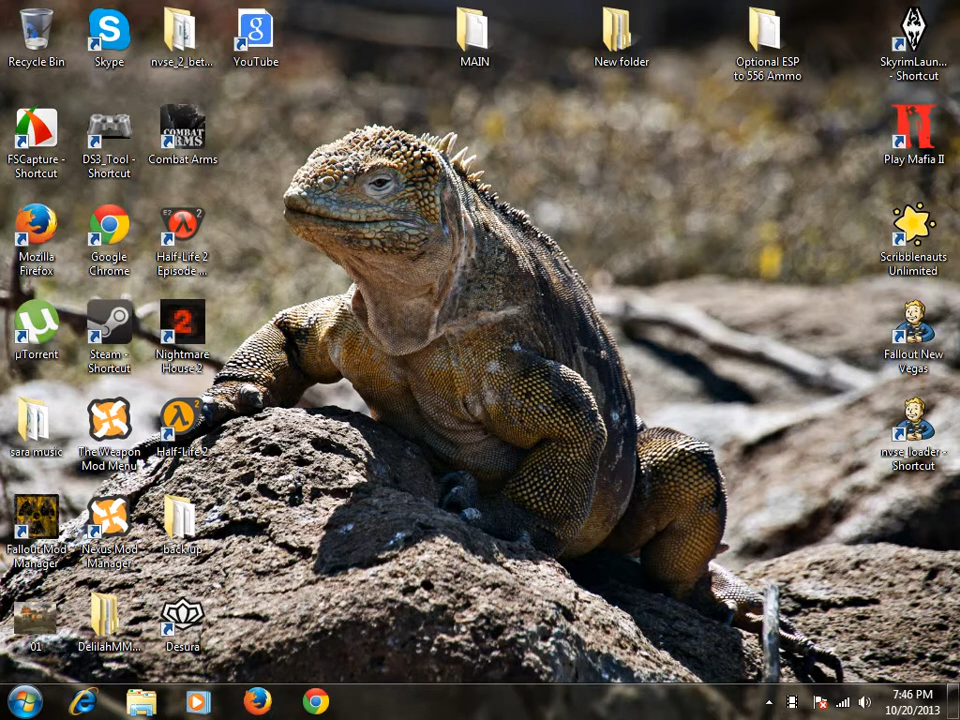 Recycle Bin
Skype
nvse_2_bet...
YouTube
MAIN
New folder
Optional ESP
to 556 Ammo
SkyrimLaun...
- Shortcut
FSCapture -
Shortcut
DS3_Tool -
Shortcut
COMBAT
ARMS
Combat Arms
Play Mafia II
Mozilla
Firefox
Google
Chrome
Half-Life 2
Episode ...
Scribblenauts
Unlimited
µTorrent
Steam -
Shortcut
Nightmare
House 2
Fallout New
Vegas
sara music
The Weapon
Mod Menu
Half-Life 2
nvse_loader -
Shortcut
Fallout Mod
Manager
Nexus Mod
Manager
back up
01
DelilahMM...
Desura
7:46 PM
10/20/2013